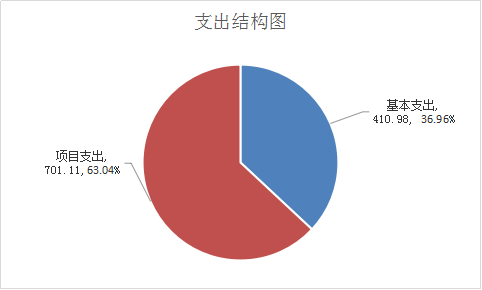 支出结构图
基本支出,
410.98, 36.96%
项目支出,
701.11, 63.04%